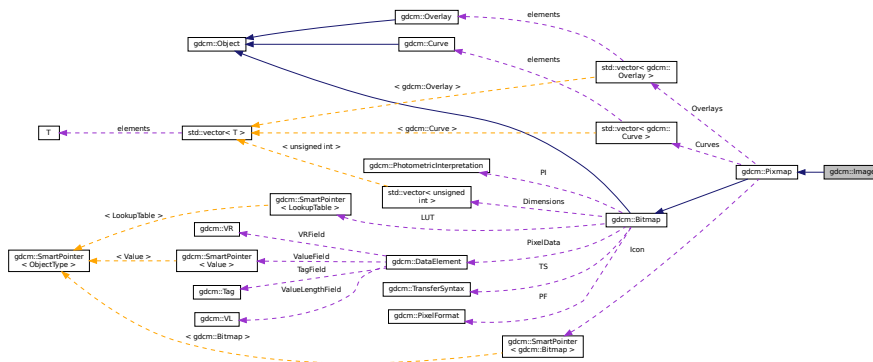 gdcm::Overlay
elements
gdcm::Object
gdcm::Curve
elements
std::vector< gdcm::
Overlay >
< gdcm::Overlay >
Overlays
T
elements
std::vector< T >
< gdcm::Curve >
std::vector< gdcm::
Curve >
Curves
< unsigned int >
gdcm::PhotometricInterpretation
PI
gdcm::Pixmap
gdcm::Image
std::vector< unsigned
int >
Dimensions
gdcm::SmartPointer
< LookupTable >
< LookupTable >
LUT
gdcm::Bitmap
gdcm::VR
VRField
PixelData
Icon
gdcm::SmartPointer
< ObjectType >
< Value >
gdcm::SmartPointer
< Value >
ValueField
gdcm::DataElement
TagField
TS
gdcm::Tag
ValueLengthField
gdcm::TransferSyntax
PF
gdcm::VL
gdcm::PixelFormat
< gdcm::Bitmap >
gdcm::SmartPointer
< gdcm::Bitmap >